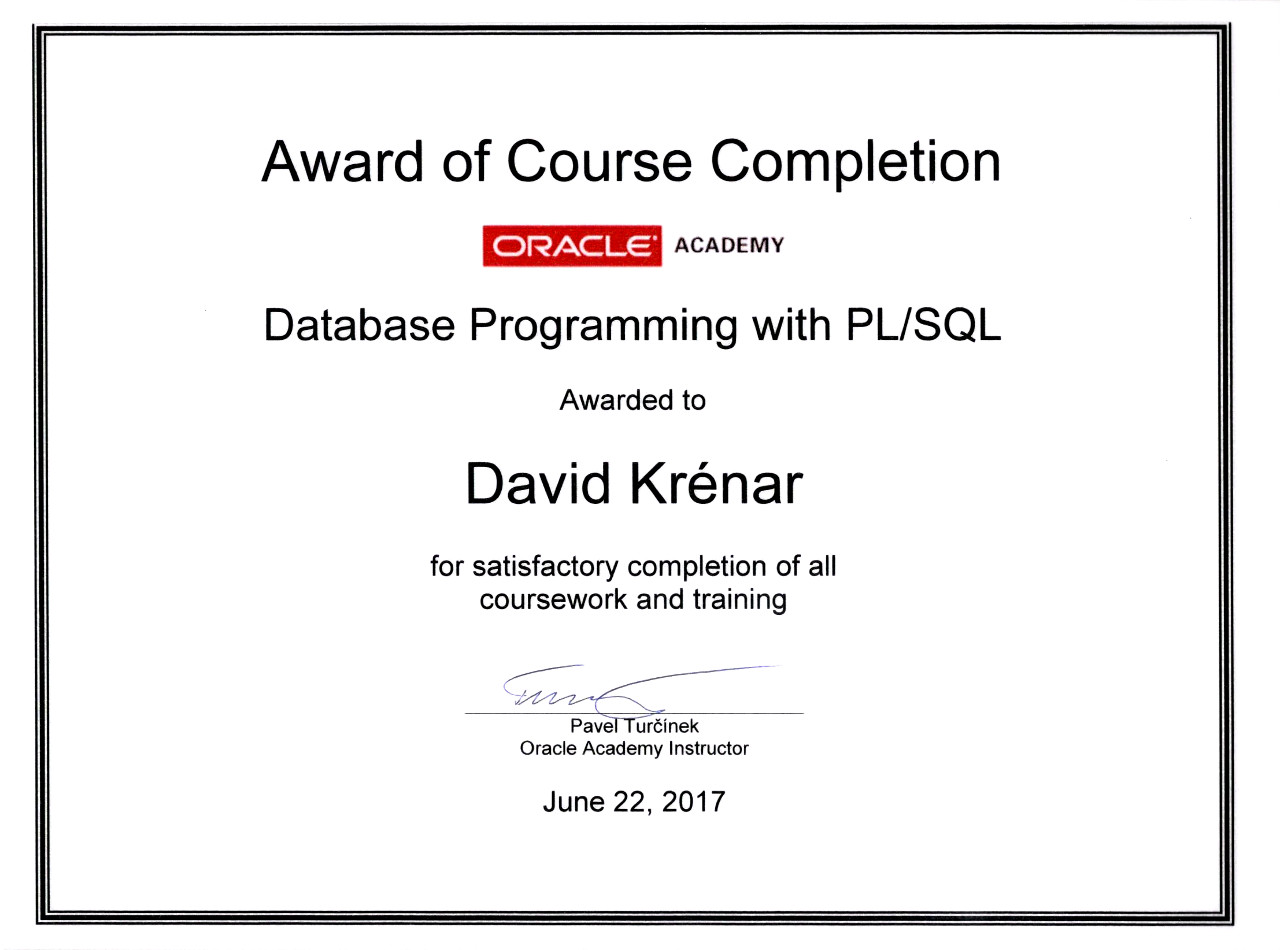 Award of Course Completion
ORACLE ACADEMY
Database Programming with PL/SQL
Awarded to
David Krénar
for satisfactory completion of all
coursework and training
Pavel Turčínek
Oracle Academy Instructor
June 22, 2017